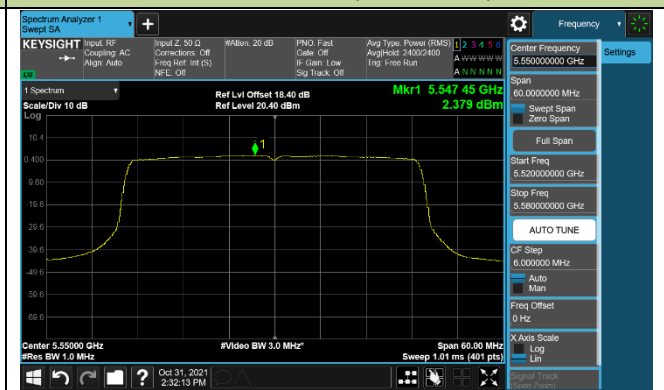 Spectrum Analyzer 1
Swept SA
Frequency
KEYSIGHT
Input: RF
Coupling: AC
Align: Auto
Input Z: 50 Ω
Corrections: Off
Freq Ref: Int (S)
NFE: Off
#Atten: 20 dB
PNO: Fast
Gate: Off
IF Gain: Low
Sig Track: Off
Avg Type: Power (RMS)
Avg|Hold: 2400/2400
Trig: Free Run
1 2 3 4 5 6
A W W W W W
A N N N N N
Center Frequency
5.550000000 GHz
Settings
Span
60.0000000 MHz
Swept Span
Zero Span
Full Span
Start Freq
5.520000000 GHz
Stop Freq
5.580000000 GHz
AUTO TUNE
CF Step
6.000000 MHz
Auto
Man
Freq Offset
0 Hz
X Axis Scale
Log
Lin
Signal Track
(Span Zoom)
LW
1 Spectrum
Scale/Div 10 dB
Log
Ref Lvl Offset 18.40 dB
Ref Level 20.40 dBm
Mkr1 5.547 45 GHz
2.379 dBm
1
10.4
0.400
-9.60
-19.6
-29.6
-39.6
-49.6
-59.6
-69.6
Center 5.55000 GHz
#Res BW 1.0 MHz
#Video BW 3.0 MHz*
Span 60.00 MHz
Sweep 1.01 ms (401 pts)
?
Oct 31, 2021
2:32:13 PM